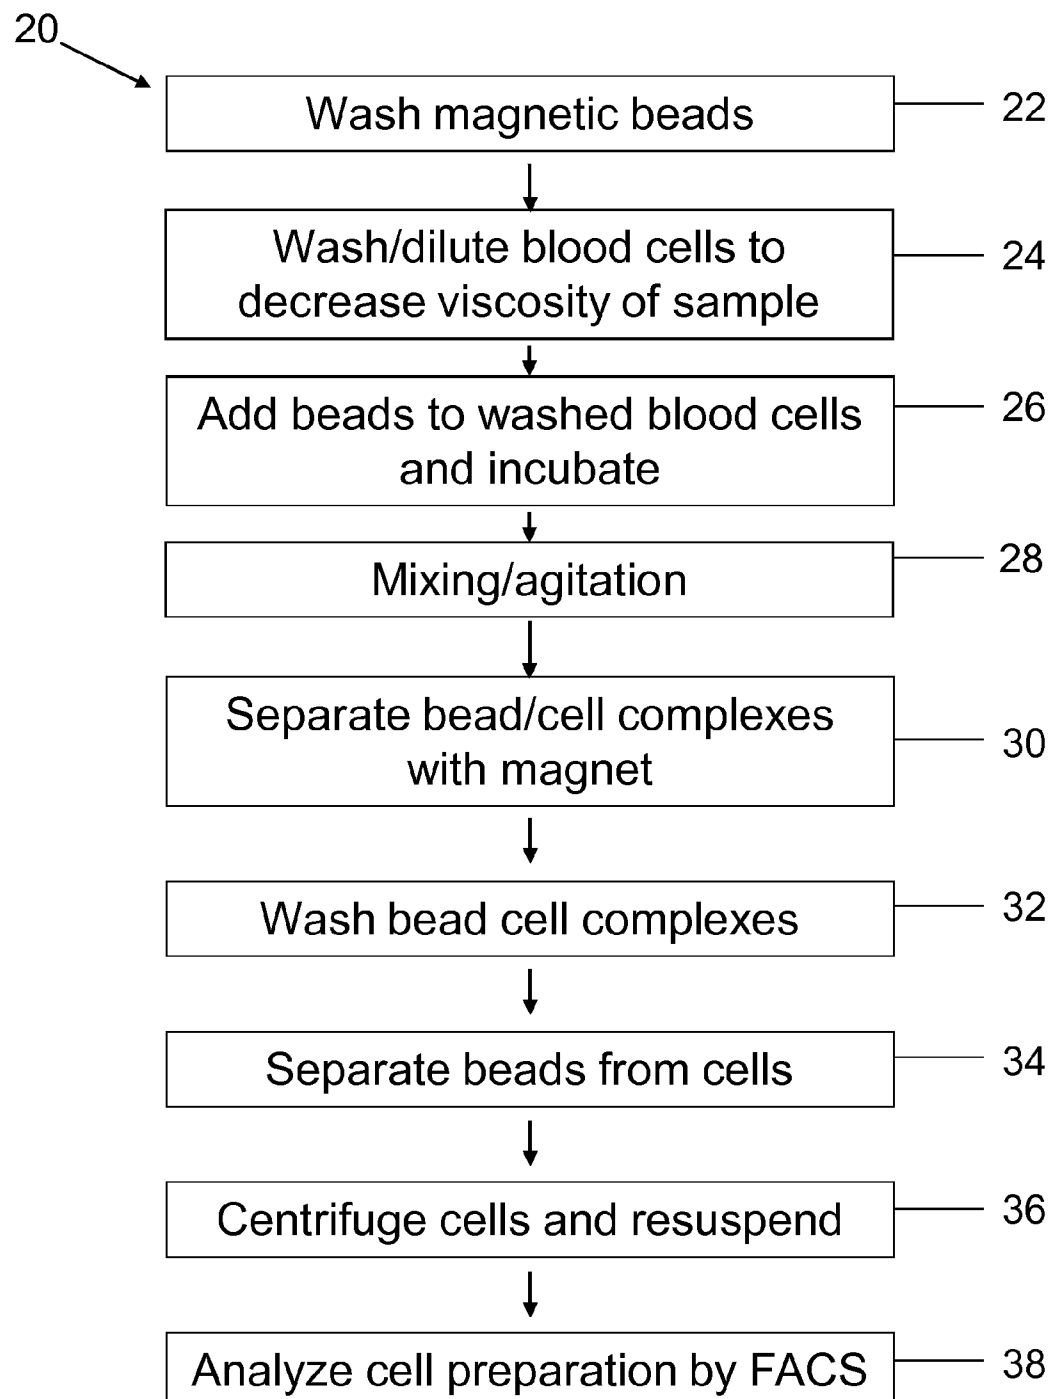 20
Wash magnetic beads
22
Wash/dilute blood cells to
decrease viscosity of sample
24
Add beads to washed blood cells
and incubate
26
Mixing/agitation
28
Separate bead/cell complexes
with magnet
30
Wash bead cell complexes
32
Separate beads from cells
34
Centrifuge cells and resuspend
36
Analyze cell preparation by FACS
38